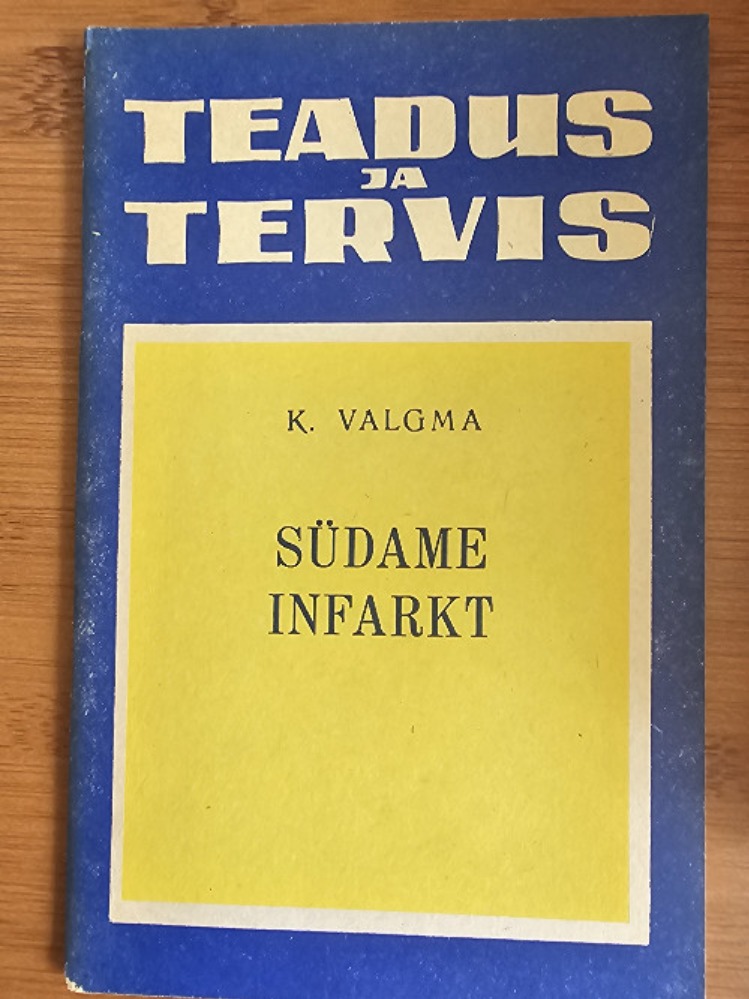 TEADUS
JA
TERVIS
K. VALGMA
SÜDAME
INFARKT